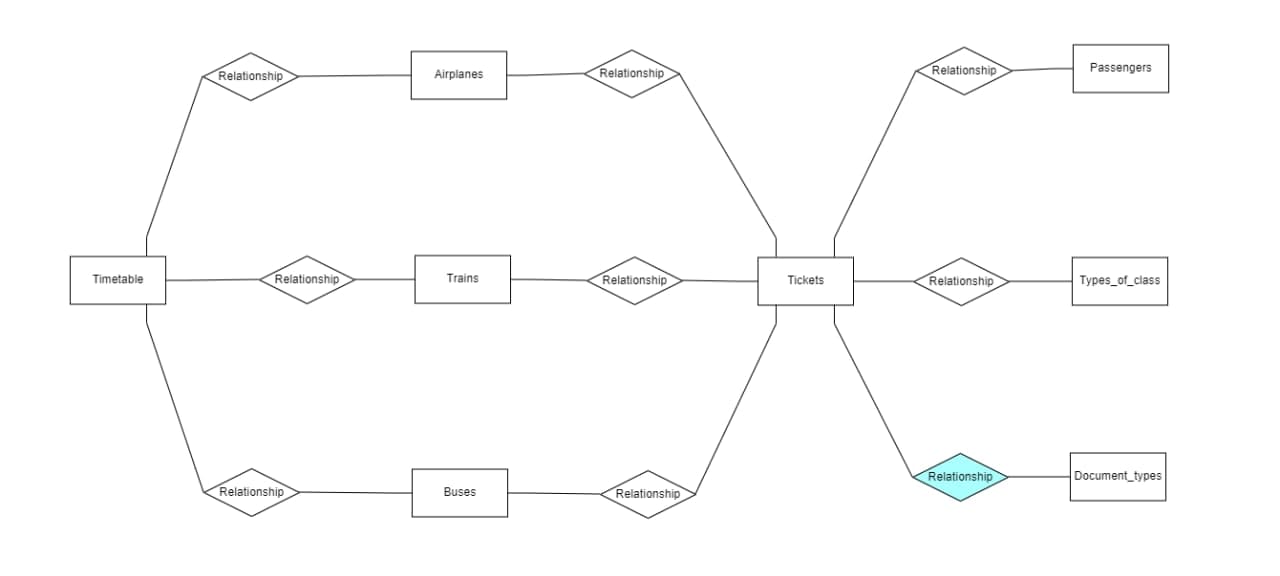 Relationship
Airplanes
Relationship
Relationship
Passengers
Timetable
Relationship
Trains
Relationship
Tickets
Relationship
Types_of_class
Relationship
Buses
Relationship
Relationship
Document_types